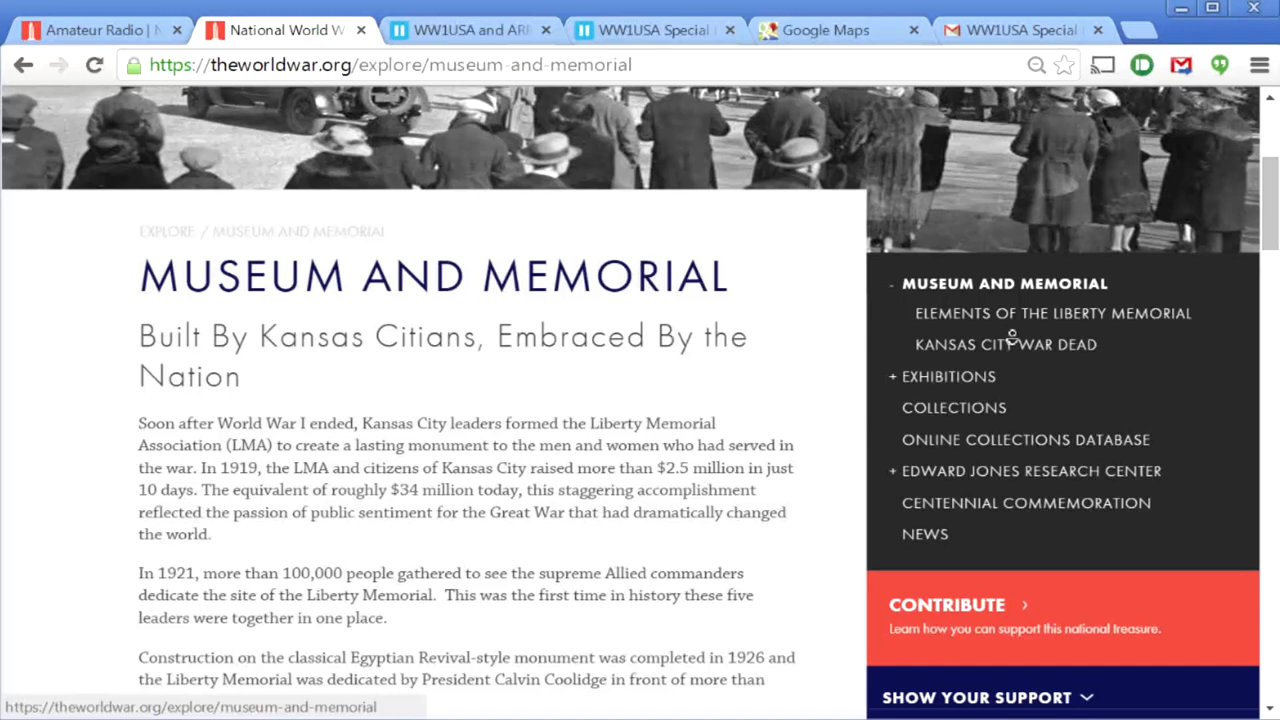 Amateur Radio | N
National World W
WW1USA and ARR
WW1USA Special
Google Maps
WW1USA Special
https://theworldwar.org/explore/museum-and-memorial
EXPLORE / MUSEUM AND MEMORIAL
MUSEUM AND MEMORIAL
Built By Kansas Citians, Embraced By the
Nation
Soon after World War I ended, Kansas City leaders formed the Liberty Memorial
Association (LMA) to create a lasting monument to the men and women who had served in
the war. In 1919, the LMA and citizens of Kansas City raised more than $2.5 million in just
10 days. The equivalent of roughly $34 million today, this staggering accomplishment
reflected the passion of public sentiment for the Great War that had dramatically changed
the world.
In 1921, more than 100,000 people gathered to see the supreme Allied commanders
dedicate the site of the Liberty Memorial. This was the first time in history these five
leaders were together in one place.
Construction on the classical Egyptian Revival-style monument was completed in 1926 and
the Liberty Memorial was dedicated by President Calvin Coolidge in front of more than
- MUSEUM AND MEMORIAL
ELEMENTS OF THE LIBERTY MEMORIAL
KANSAS CITY WAR DEAD
+ EXHIBITIONS
COLLECTIONS
ONLINE COLLECTIONS DATABASE
+ EDWARD JONES RESEARCH CENTER
CENTENNIAL COMMEMORATION
NEWS
CONTRIBUTE >
Learn how you can support this national treasure.
SHOW YOUR SUPPORT
https://theworldwar.org/explore/museum-and-memorial